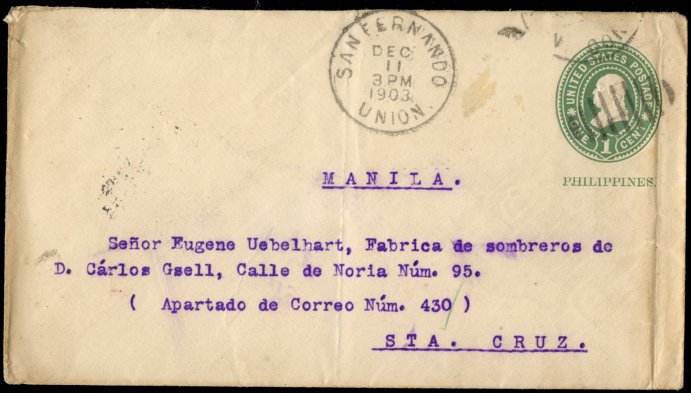 SAN FERNANDO
DEC
11
3 PM
1903
UNION.
UNITED STATES POSTAGE
ONE 1 CENT
PHILIPPINES.
MANILA.
Señor Eugene Uebelhart, Fabrica de sombreros de
D. Cárlos Gsell, Calle de Noria Núm. 95.
( Apartado de Correo Núm. 430 )
STA. CRUZ.